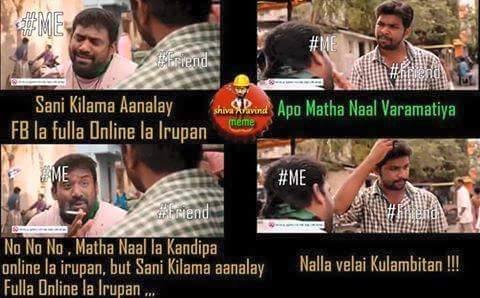 #ME
#Friend
Sani Kilama Aanalay
FB la fulla Online la Irupan
#ME
#Friend
Apo Matha Naal Varamatiya
shiva Aravind
meme
#ME
#Friend
No No No , Matha Naal la Kandipa
online la irupan, but Sani Kilama aanalay
Fulla Online la Irupan ,,,
#ME
#Friend
Nalla velai Kulambitan !!!